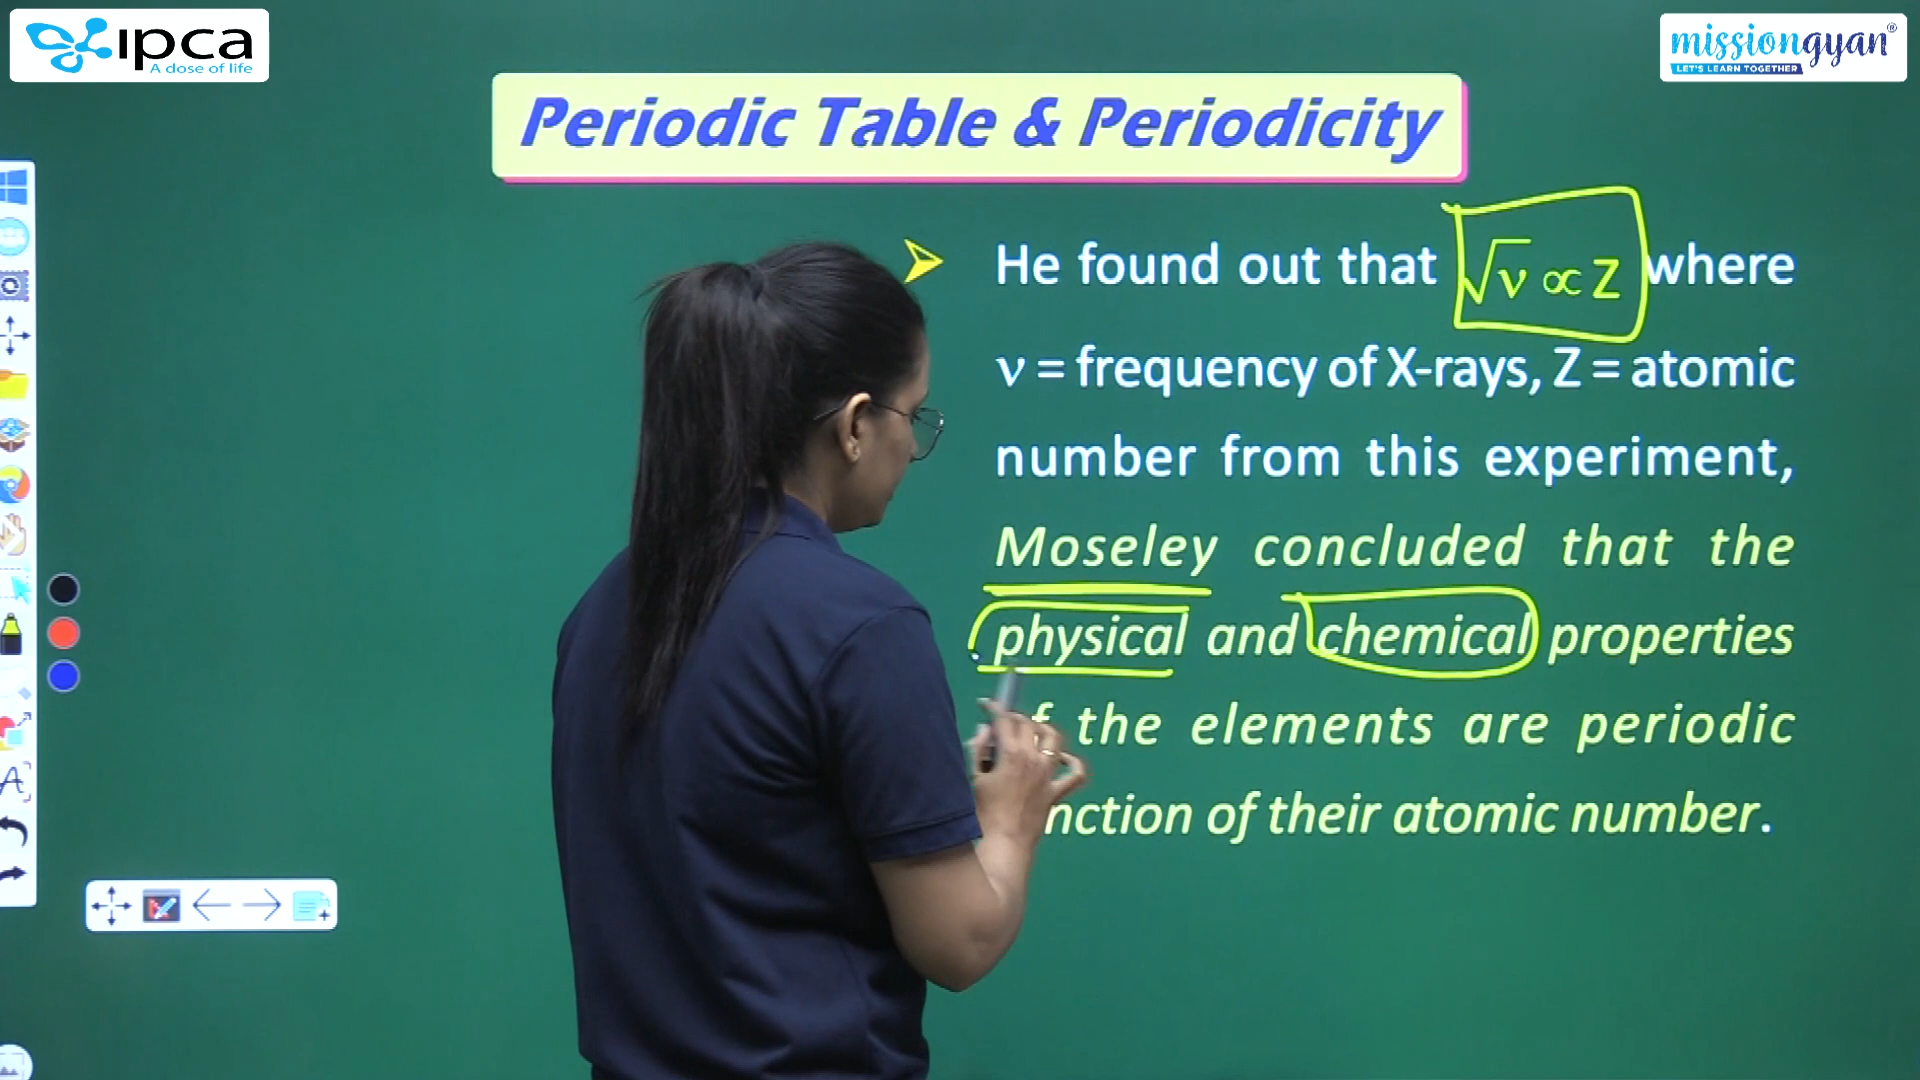 ipca
A dose of life
missiongyan®
LET'S LEARN TOGETHER
Periodic Table & Periodicity
He found out that √ν ∝ Z where
ν = frequency of X-rays, Z = atomic
number from this experiment,
Moseley concluded that the
physical and chemical properties
the elements are periodic
of their atomic number.